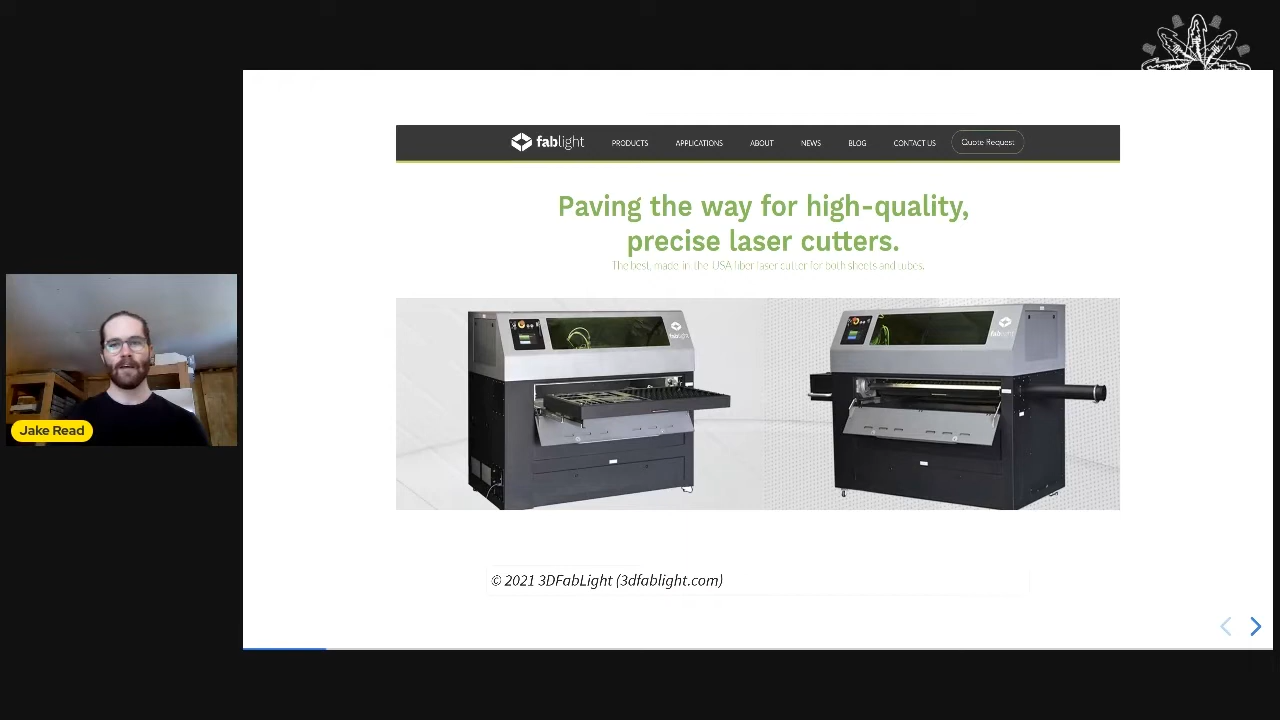 fablight
PRODUCTS
APPLICATIONS
ABOUT
NEWS
BLOG
CONTACT US
Quote Request
Paving the way for high-quality,
precise laser cutters.
The best, made-in-the-USA fiber laser cutter for both sheets and tubes.
fablight
fablight
Jake Read
© 2021 3DFabLight (3dfablight.com)